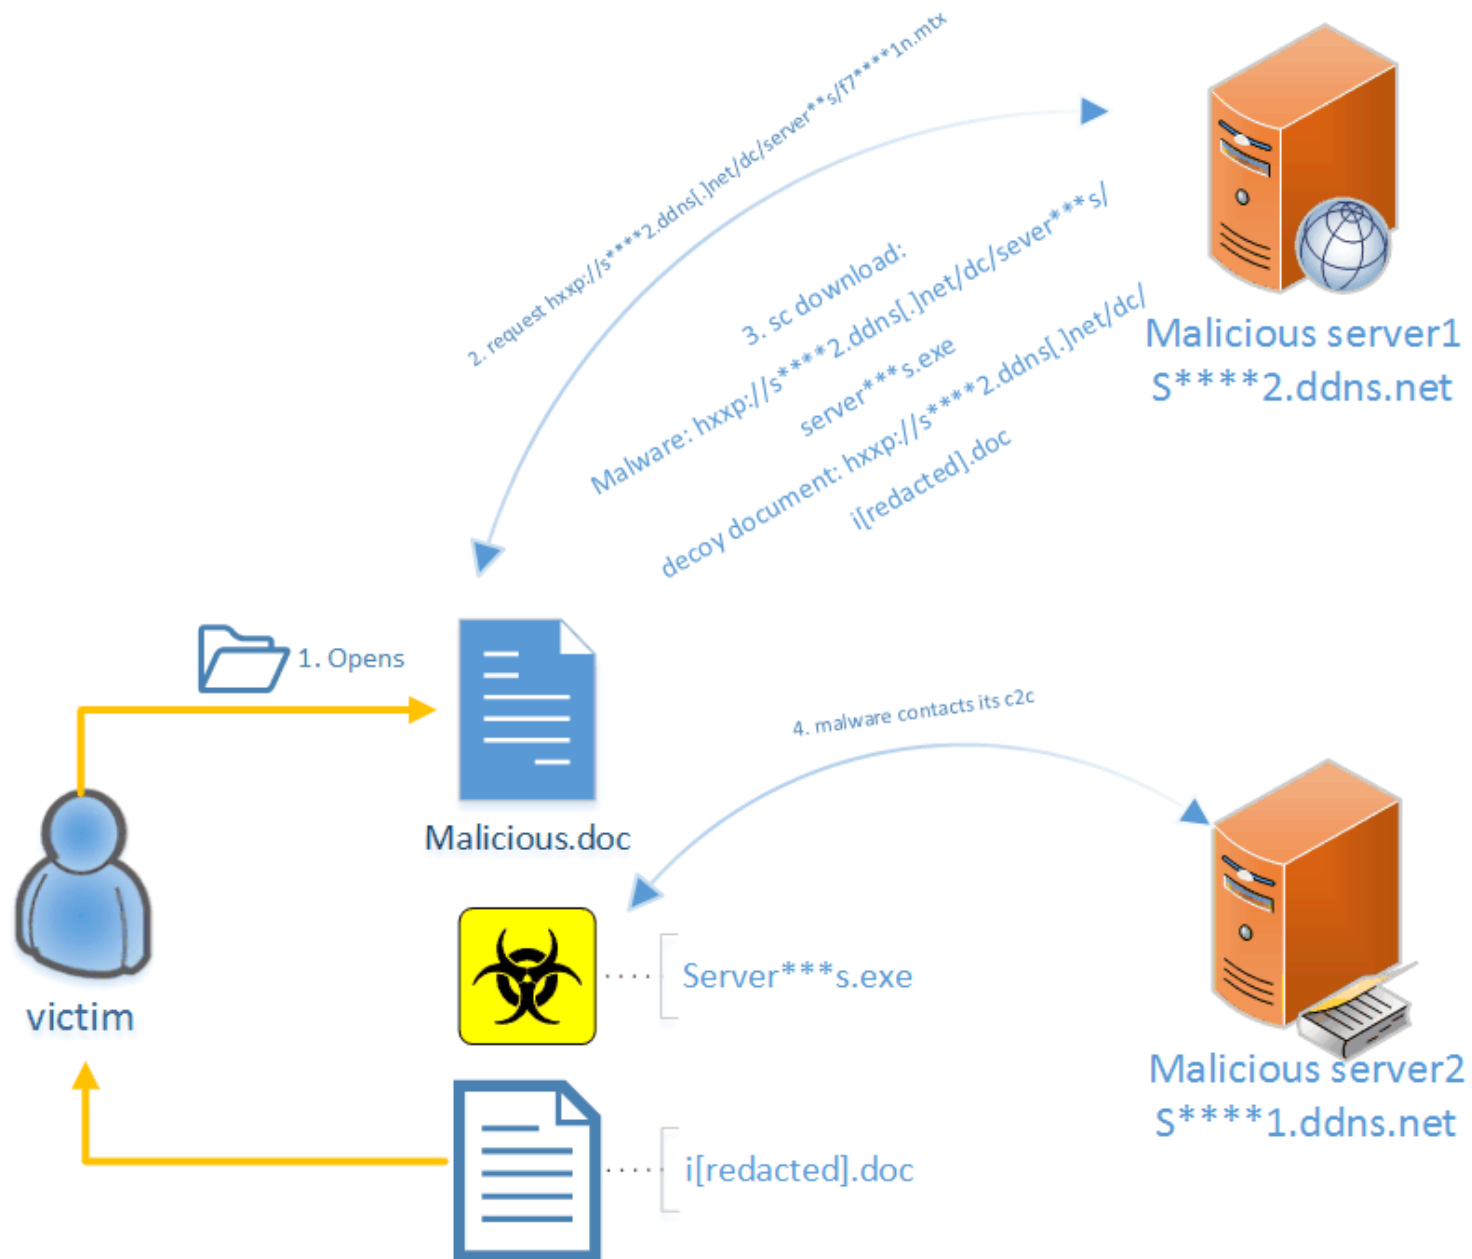 2. request hxxp://s****2.ddns[.]net/dc/server**s/f7****1n.mtx
3. sc download:
Malware: hxxp://s****2.ddns[.]net/dc/sever***s/
server***s.exe
decoy document: hxxp://s****2.ddns[.]net/dc/
i[redacted].doc
Malicious server1
S****2.ddns.net
1. Opens
Malicious.doc
4. malware contacts its c2c
victim
Server***s.exe
Malicious server2
S****1.ddns.net
i[redacted].doc